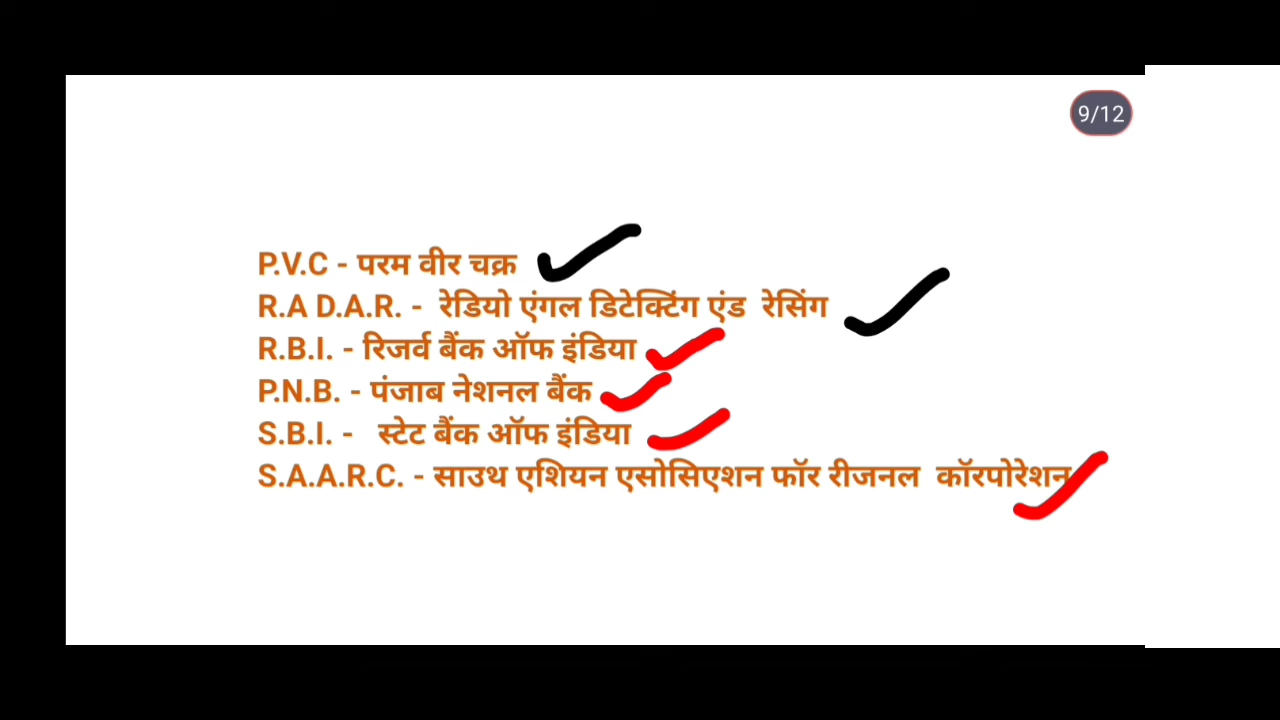 9/12
P.V.C - परम वीर चक्र
R.A D.A.R. - रेडियो एंगल डिटेक्टिंग एंड रेसिंग
R.B.I. - रिजर्व बैंक ऑफ इंडिया
P.N.B. - पंजाब नेशनल बैंक
S.B.I. - स्टेट बैंक ऑफ इंडिया
S.A.A.R.C. - साउथ एशियन एसोसिएशन फॉर रीजनल कॉरपोरेशन